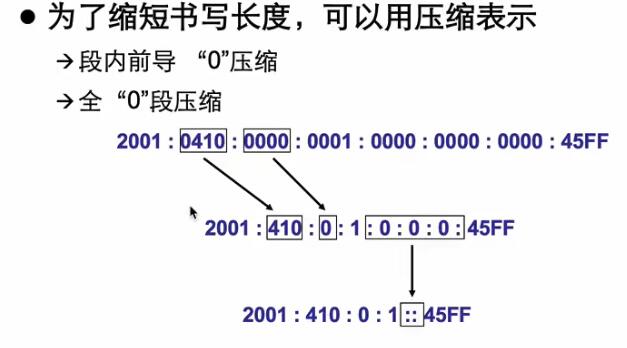 ● 为了缩短书写长度，可以用压缩表示
→段内前导 “0”压缩
→全 “0”段压缩
2001 : 0410 : 0000 : 0001 : 0000 : 0000 : 0000 : 45FF
2001 : 410 : 0 : 1 : 0 : 0 : 0 : 45FF
2001 : 410 : 0 : 1 :: 45FF